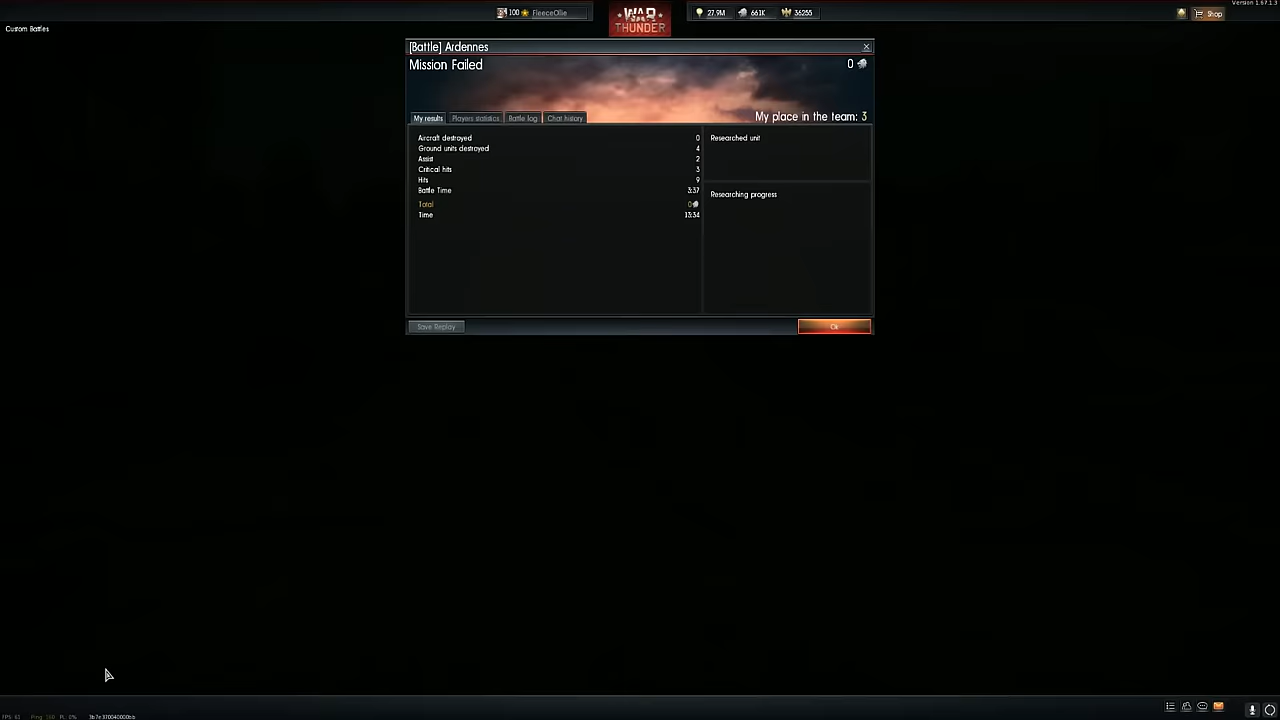 Version 1.67.1.3
100 FleeceOllie
WAR THUNDER
27.9M 661K 36255
Shop
Custom Battles
[Battle] Ardennes
Mission Failed
0
My results Players statistics Battle log Chat history
My place in the team: 3
Aircraft destroyed 0
Ground units destroyed 4
Assist 2
Critical hits 3
Hits 9
Battle Time 3:37
Total 0
Time 13:34
Researched unit
Researching progress
Save Replay
Ok